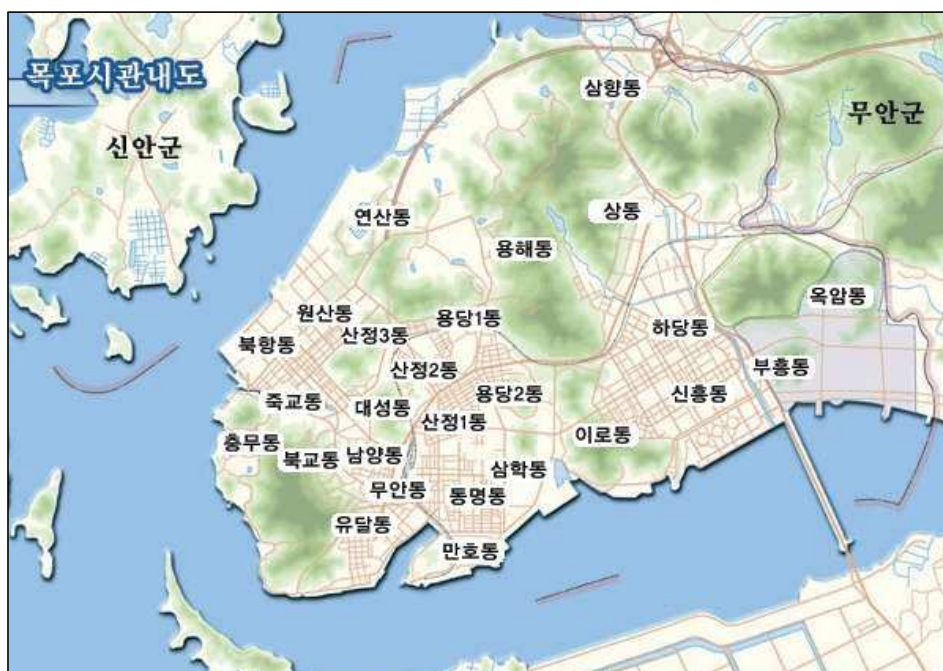 목포시관내도
신안군
무안군
삼향동
연산동
상동
용해동
옥암동
원산동
산정3동
용당1동
하당동
북항동
산정2동
부흥동
죽교동
대성동
용당2동
신흥동
산정1동
이로동
충무동
북교동
남양동
삼학동
무안동
동명동
유달동
만호동